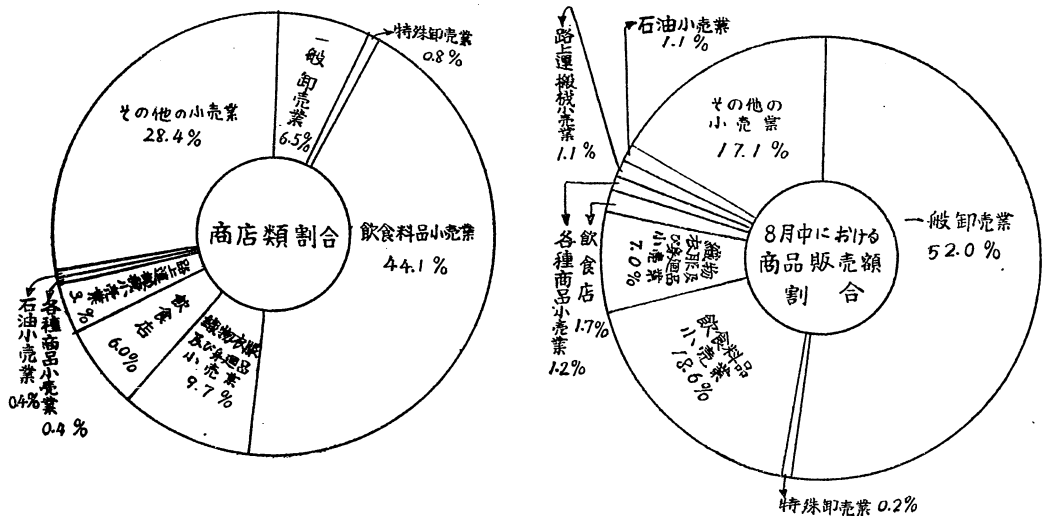 商店類割合
一般卸売業
6.5%
特殊卸売業
0.8%
飲食料品小売業
44.1%
織物衣服
及び身廻品
小売業
9.7%
飲食店
6.0%
路上運搬機小売業
3. %
各種商品小売業
0.4%
石油小売業
0.4%
その他の小売業
28.4%
8月中における
商品販売額
割合
一般卸売業
52.0%
特殊卸売業 0.2%
飲食料品
小売業
18.6%
織物
衣服及
び身廻品
小売業
7.0%
飲食店
1.7%
各種商品小売業
1.2%
路上運搬械小売業
1.1%
石油小売業
1.1%
その他の
小売業
17.1%